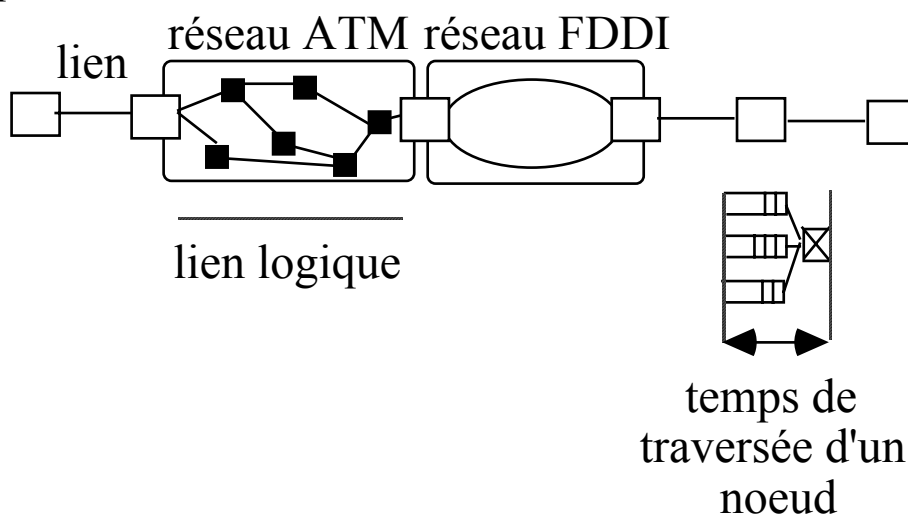 réseau ATM réseau FDDI
lien
lien logique
temps de
traversée d'un
noeud